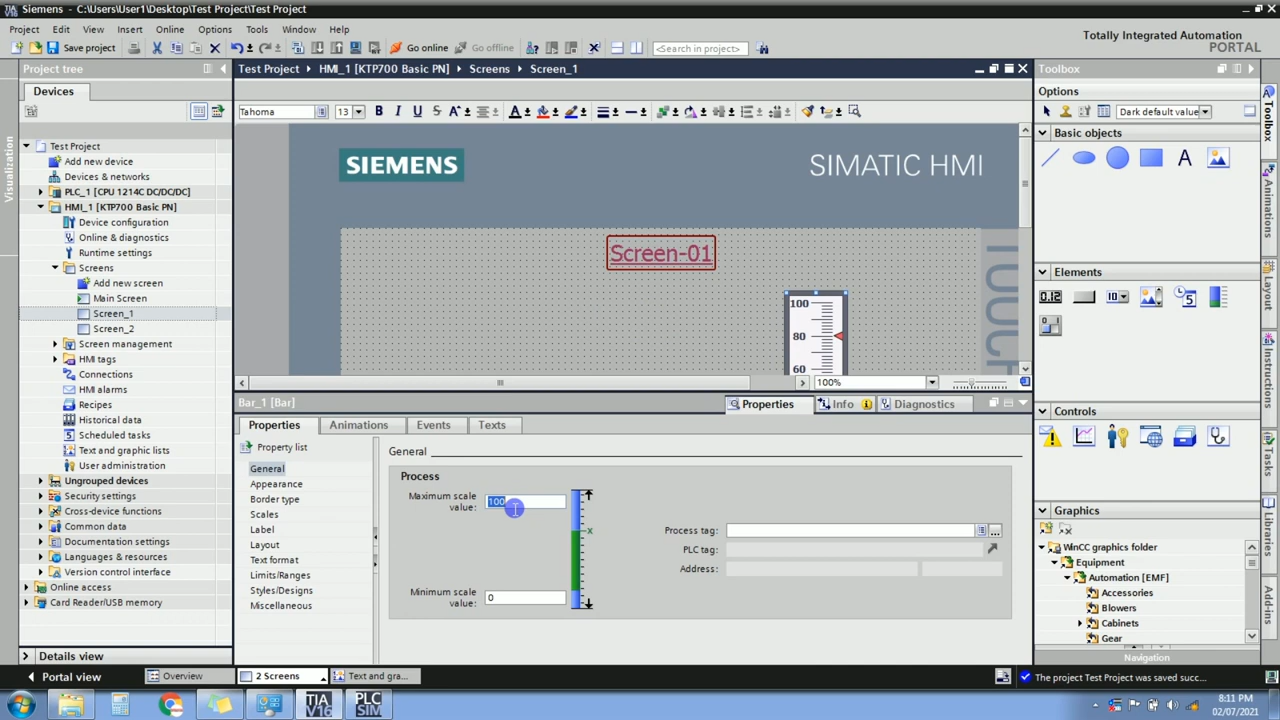 Siemens - C:\Users\User1\Desktop\Test Project\Test Project
Project Edit View Insert Online Options Tools Window Help
Totally Integrated Automation
PORTAL
Save project Go online Go offline <Search in project>
Project tree
Devices
Test Project
Add new device
Devices & networks
PLC_1 [CPU 1214C DC/DC/DC]
HMI_1 [KTP700 Basic PN]
Device configuration
Online & diagnostics
Runtime settings
Screens
Add new screen
Main Screen
Screen_1
Screen_2
Screen management
HMI tags
Connections
HMI alarms
Recipes
Historical data
Scheduled tasks
Text and graphic lists
User administration
Ungrouped devices
Security settings
Cross-device functions
Common data
Documentation settings
Languages & resources
Version control interface
Online access
Card Reader/USB memory
Details view
Visualization
Test Project HMI_1 [KTP700 Basic PN] Screens Screen_1
Tahoma 13 B I U S A
SIEMENS
SIMATIC HMI
Screen-01
100
80
60
100%
Bar_1 [Bar]
Properties Info Diagnostics
Properties Animations Events Texts
Property list
General
Appearance
Border type
Scales
Label
Layout
Text format
Limits/Ranges
Styles/Designs
Miscellaneous
General
Process
Maximum scale
value:
100
Process tag:
PLC tag:
Address:
Minimum scale
value:
0
Toolbox
Options
Dark default value
Basic objects
Elements
Controls
Graphics
WinCC graphics folder
Equipment
Automation [EMF]
Accessories
Blowers
Cabinets
Gear
Navigation
Toolbox
Animations
Layout
Instructions
Tasks
Libraries
Add-ins
Portal view Overview 2 Screens Text and gra...
The project Test Project was saved succ...
8:11 PM
02/07/2021